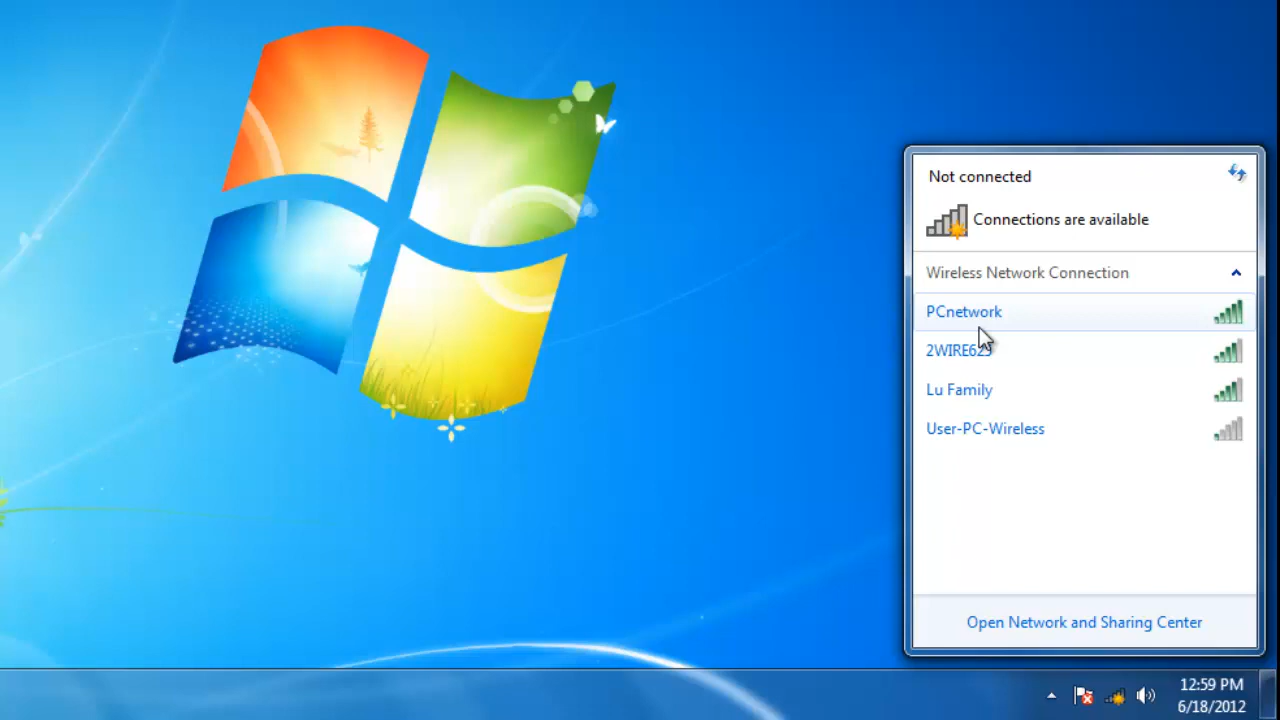 Not connected
Connections are available
Wireless Network Connection
PCnetwork
2WIRE623
Lu Family
User-PC-Wireless
Open Network and Sharing Center
12:59 PM
6/18/2012